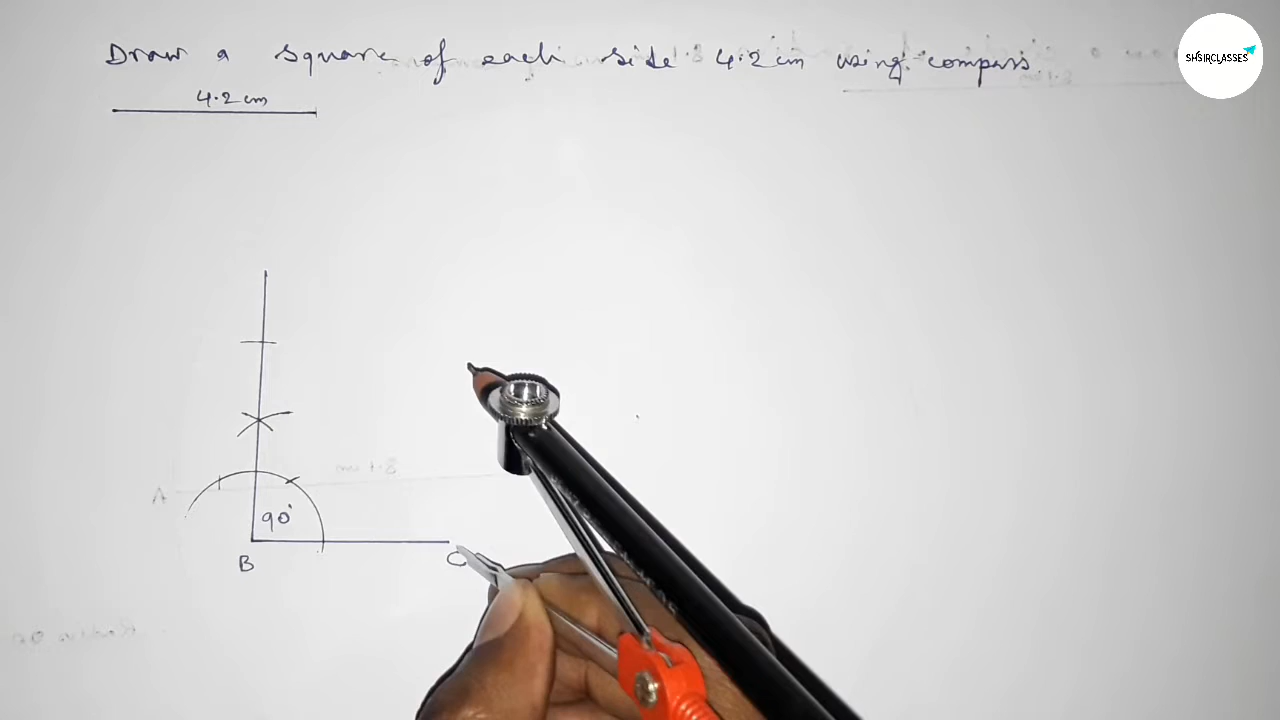 Draw a square of each side 4.2 cm using compass
SHSIRCLASSES
4.2 cm
A
90°
B
C